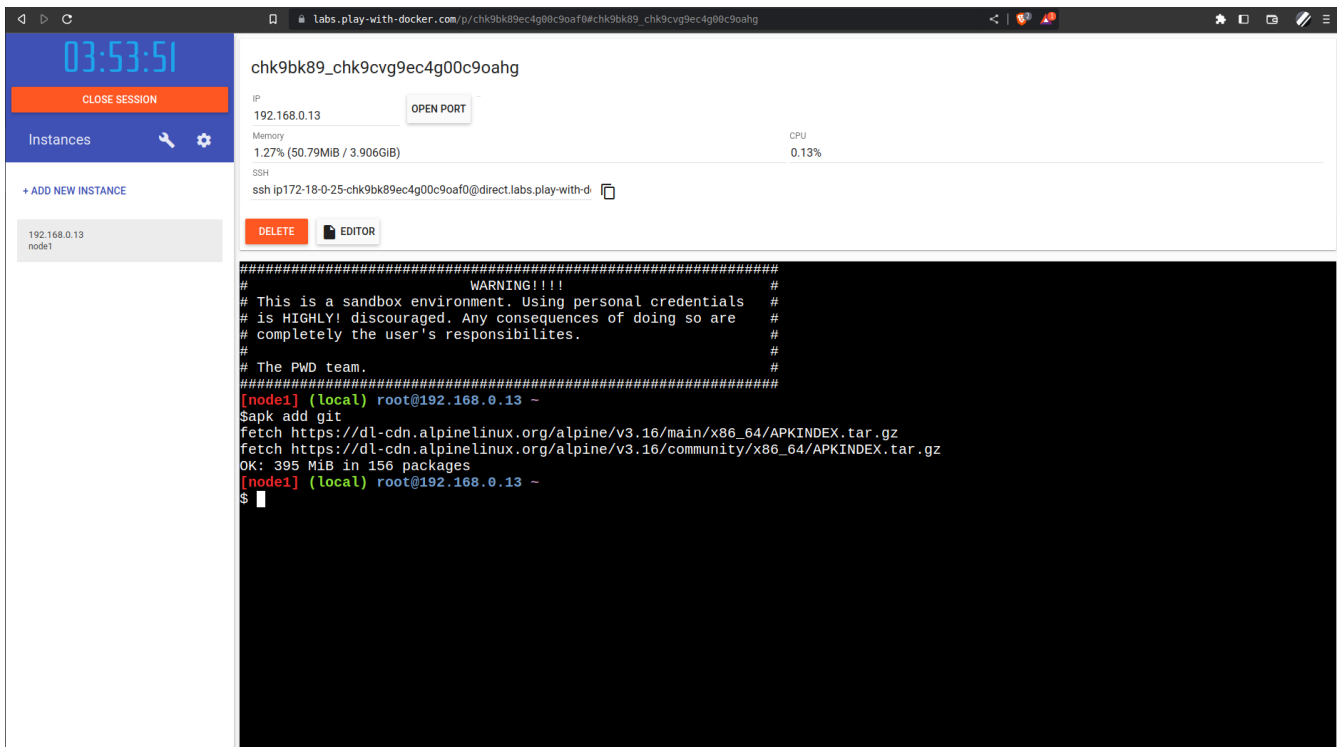 labs.play-with-docker.com/p/chk9bk89ec4g00c9oaf0#chk9bk89_chk9cvg9ec4g00c9oahg
03:53:51
CLOSE SESSION
Instances
+ ADD NEW INSTANCE
192.168.0.13
node1
chk9bk89_chk9cvg9ec4g00c9oahg
IP
192.168.0.13
OPEN PORT
Memory
1.27% (50.79MiB / 3.906GiB)
CPU
0.13%
SSH
ssh ip172-18-0-25-chk9bk89ec4g00c9oaf0@direct.labs.play-with-d
DELETE
EDITOR
###############################################################
#                          WARNING!!!!                        #
# This is a sandbox environment. Using personal credentials   #
# is HIGHLY! discouraged. Any consequences of doing so are    #
# completely the user's responsibilites.                      #
#                                                             #
# The PWD team.                                               #
###############################################################
[node1] (local) root@192.168.0.13 ~
$apk add git
fetch https://dl-cdn.alpinelinux.org/alpine/v3.16/main/x86_64/APKINDEX.tar.gz
fetch https://dl-cdn.alpinelinux.org/alpine/v3.16/community/x86_64/APKINDEX.tar.gz
OK: 395 MiB in 156 packages
[node1] (local) root@192.168.0.13 ~
$